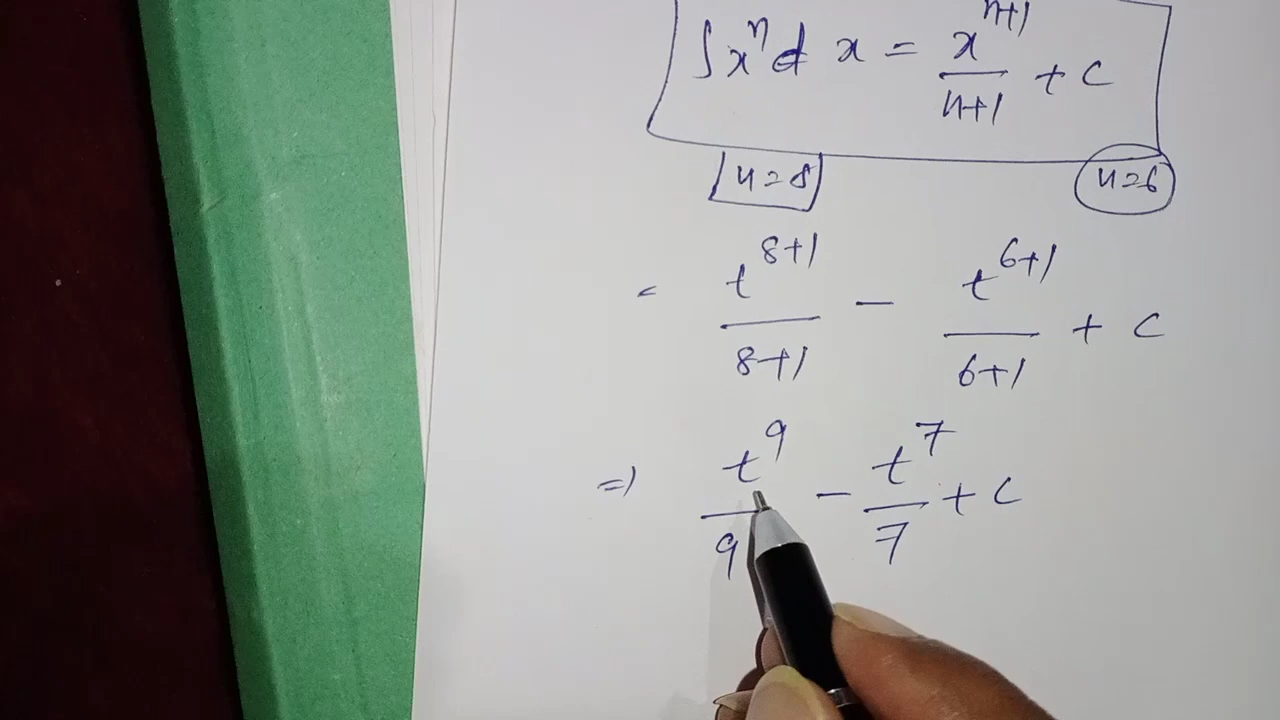 ∫xⁿ dx = xⁿ⁺¹/n+1 + c
n=8 n=6
= t⁸⁺¹/8+1 − t⁶⁺¹/6+1 + c
=) t⁹/9 − t⁷/7 + c